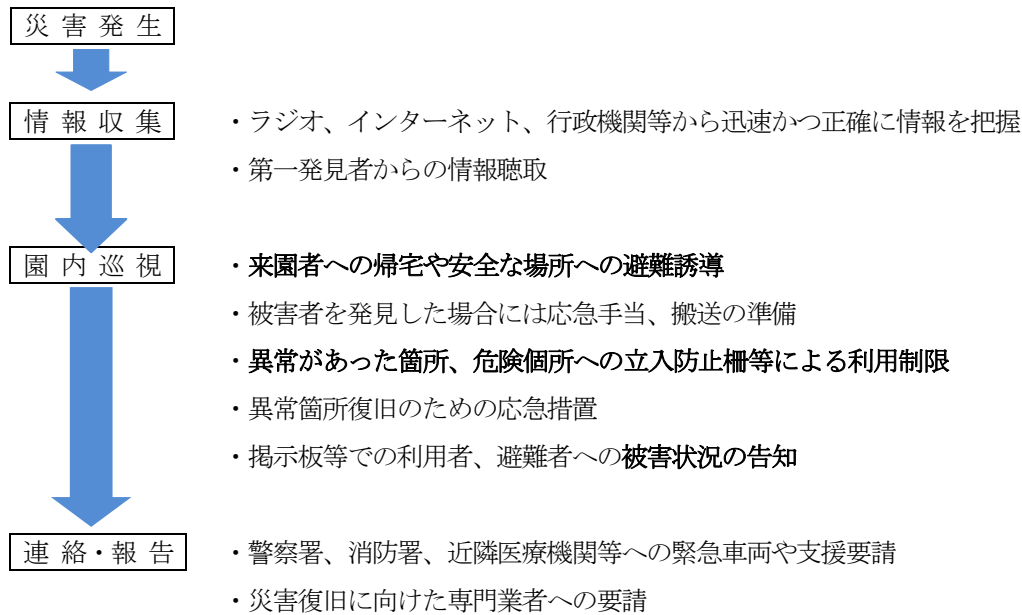 災 害 発 生
情 報 収 集 ・ラジオ、インターネット、行政機関等から迅速かつ正確に情報を把握
・第一発見者からの情報聴取
園 内 巡 視 ・来園者への帰宅や安全な場所への避難誘導
・被害者を発見した場合には応急手当、搬送の準備
・異常があった箇所、危険個所への立入防止柵等による利用制限
・異常箇所復旧のための応急措置
・掲示板等での利用者、避難者への被害状況の告知
連 絡・報 告 ・警察署、消防署、近隣医療機関等への緊急車両や支援要請
・災害復旧に向けた専門業者への要請